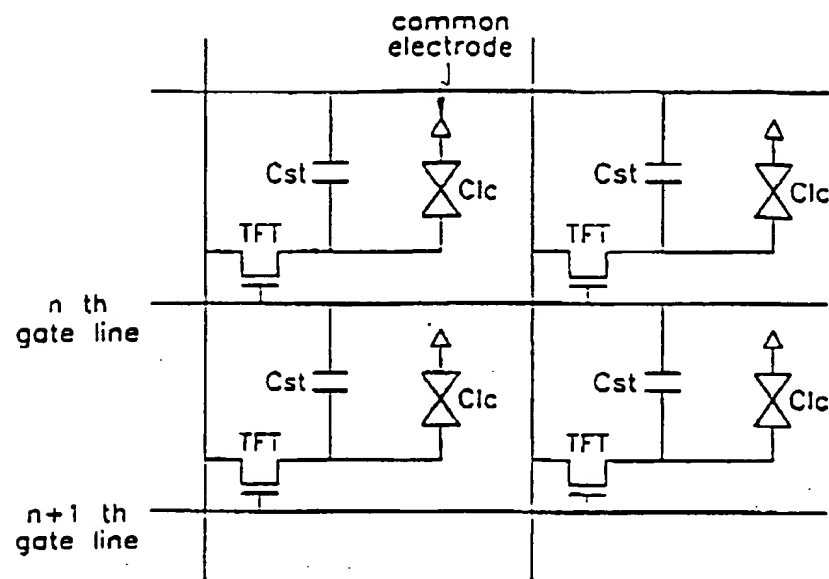 common
electrode
Cst
Clc
Cst
Clc
TFT
TFT
n th
gate line
Cst
Clc
Cst
Clc
TFT
TFT
n+1 th
gate line